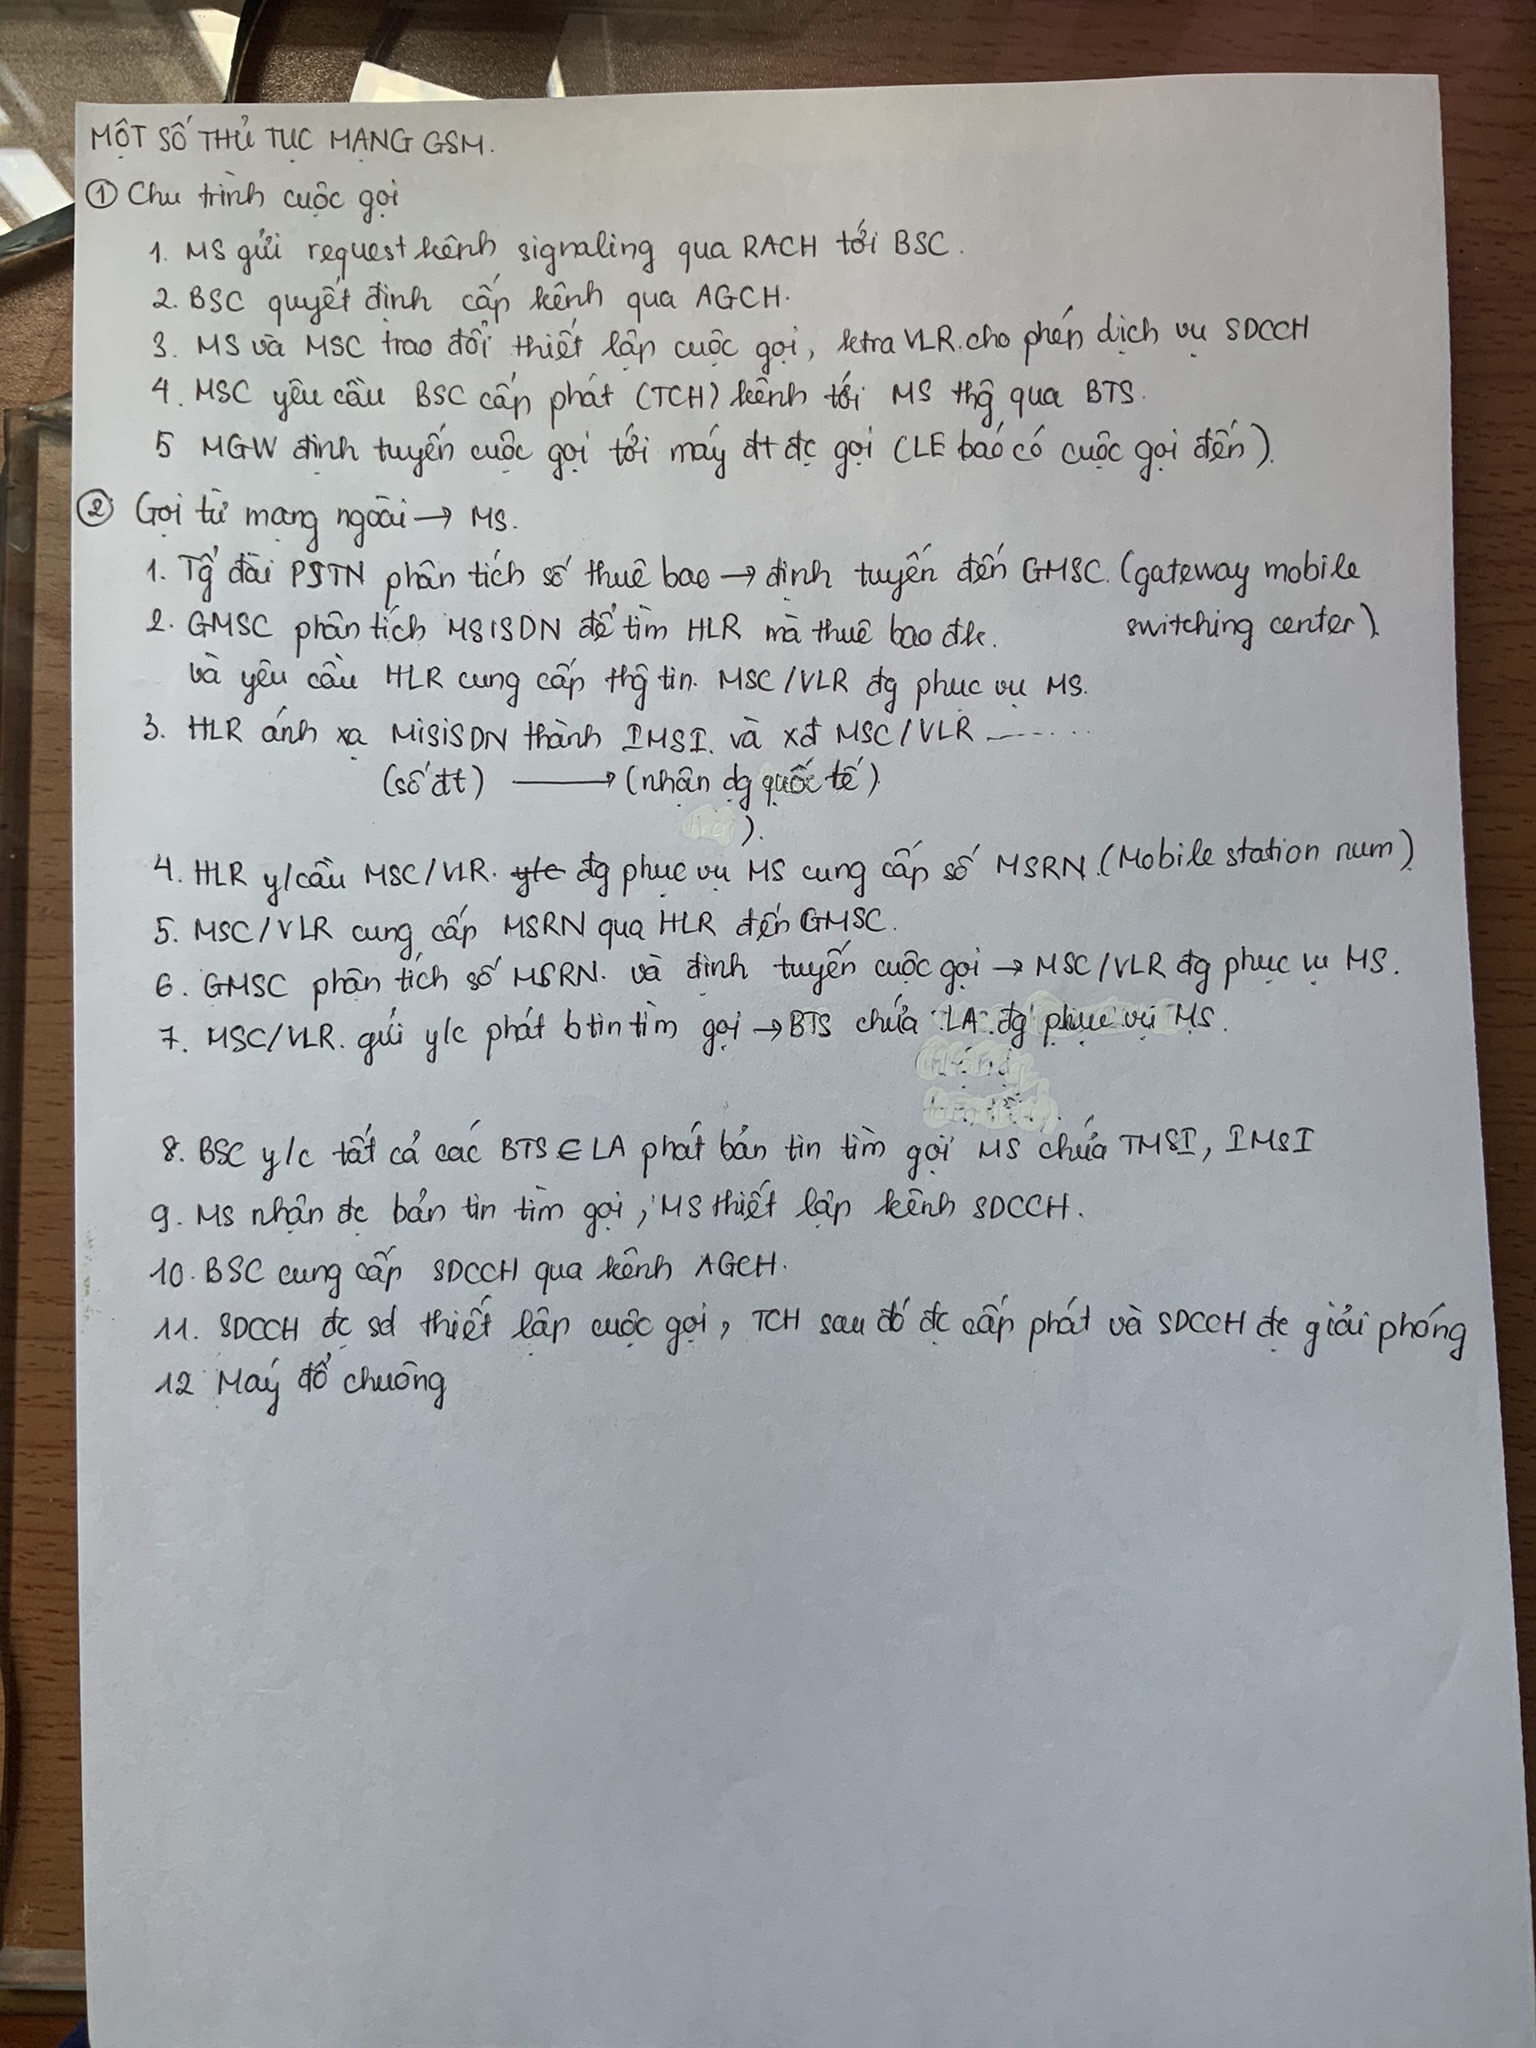 MỘT SỐ THỦ TỤC MẠNG GSM.
① Chu trình cuộc gọi
1. MS gửi request kênh signaling qua RACH tới BSC.
2. BSC quyết định cấp kênh qua AGCH.
3. MS và MSC trao đổi thiết lập cuộc gọi, ktra VLR. cho phép dịch vụ SDCCH
4. MSC yêu cầu BSC cấp phát (TCH) kênh tới MS thg qua BTS.
5 MGW định tuyến cuộc gọi tới máy đt đc gọi (LE báo có cuộc gọi đến).
② Gọi từ mạng ngoài → MS.
1. Tổng đài PSTN phân tích số thuê bao → định tuyến đến GMSC. (gateway mobile
switching center).
2. GMSC phân tích MSISDN để tìm HLR mà thuê bao đk.
và yêu cầu HLR cung cấp thg tin. MSC/VLR đg phục vụ MS.
3. HLR ánh xạ MiSiSDN thành IMSI. và xđ MSC/VLR .......
(số đt) → (nhận dg quốc tế)
).
4. HLR y/cầu MSC/VLR. đg phục vụ MS cung cấp số MSRN. (Mobile station num)
5. MSC/VLR cung cấp MSRN qua HLR đến GMSC.
6. GMSC phân tích số MSRN. và định tuyến cuộc gọi → MSC/VLR đg phục vụ MS.
7. MSC/VLR. gửi y/c phát b tin tìm gọi → BTS chứa LA. đg phục vụ MS.
8. BSC y/c tất cả các BTS ∈ LA phát bản tin tìm gọi MS chứa TMSI, IMSI
9. MS nhận đc bản tin tìm gọi, MS thiết lập kênh SDCCH.
10. BSC cung cấp SDCCH qua kênh AGCH.
11. SDCCH đc sd thiết lập cuộc gọi, TCH sau đó đc cấp phát và SDCCH đc giải phóng
12 Máy đổ chuông